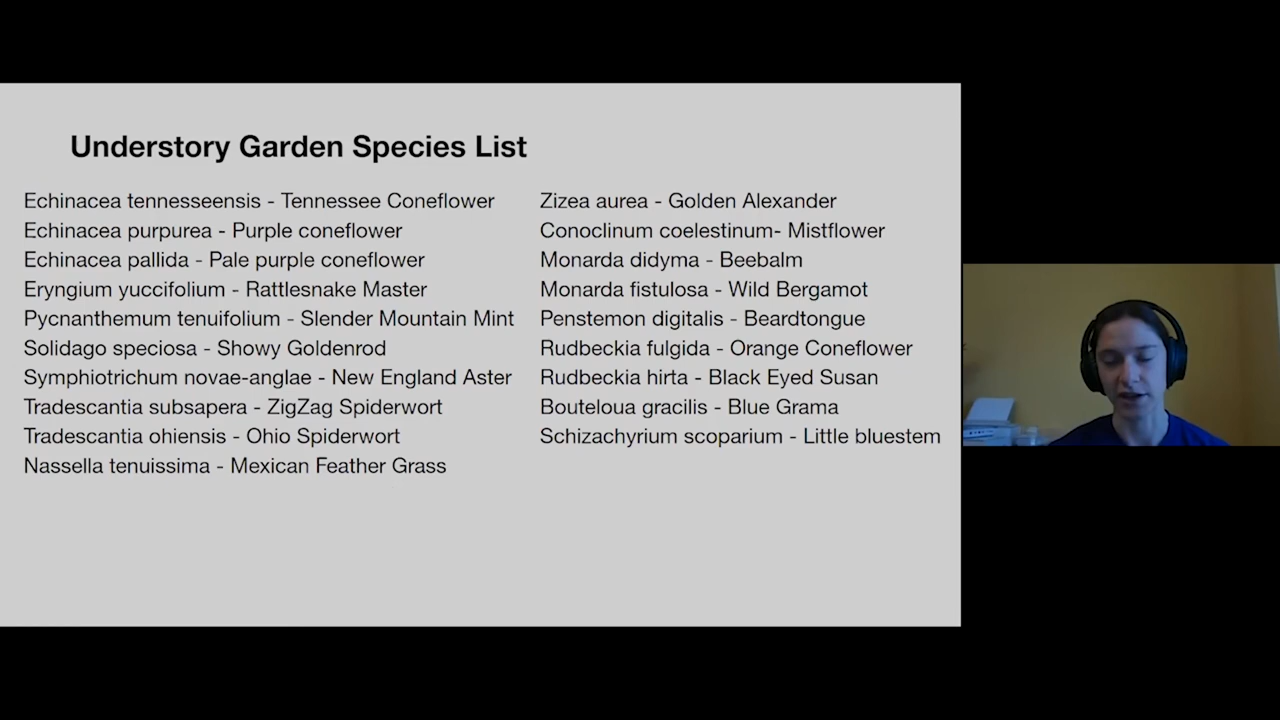 Understory Garden Species List
Echinacea tennesseensis - Tennessee Coneflower
Echinacea purpurea - Purple coneflower
Echinacea pallida - Pale purple coneflower
Eryngium yuccifolium - Rattlesnake Master
Pycnanthemum tenuifolium - Slender Mountain Mint
Solidago speciosa - Showy Goldenrod
Symphiotrichum novae-anglae - New England Aster
Tradescantia subsapera - ZigZag Spiderwort
Tradescantia ohiensis - Ohio Spiderwort
Nassella tenuissima - Mexican Feather Grass
Zizea aurea - Golden Alexander
Conoclinum coelestinum- Mistflower
Monarda didyma - Beebalm
Monarda fistulosa - Wild Bergamot
Penstemon digitalis - Beardtongue
Rudbeckia fulgida - Orange Coneflower
Rudbeckia hirta - Black Eyed Susan
Bouteloua gracilis - Blue Grama
Schizachyrium scoparium - Little bluestem